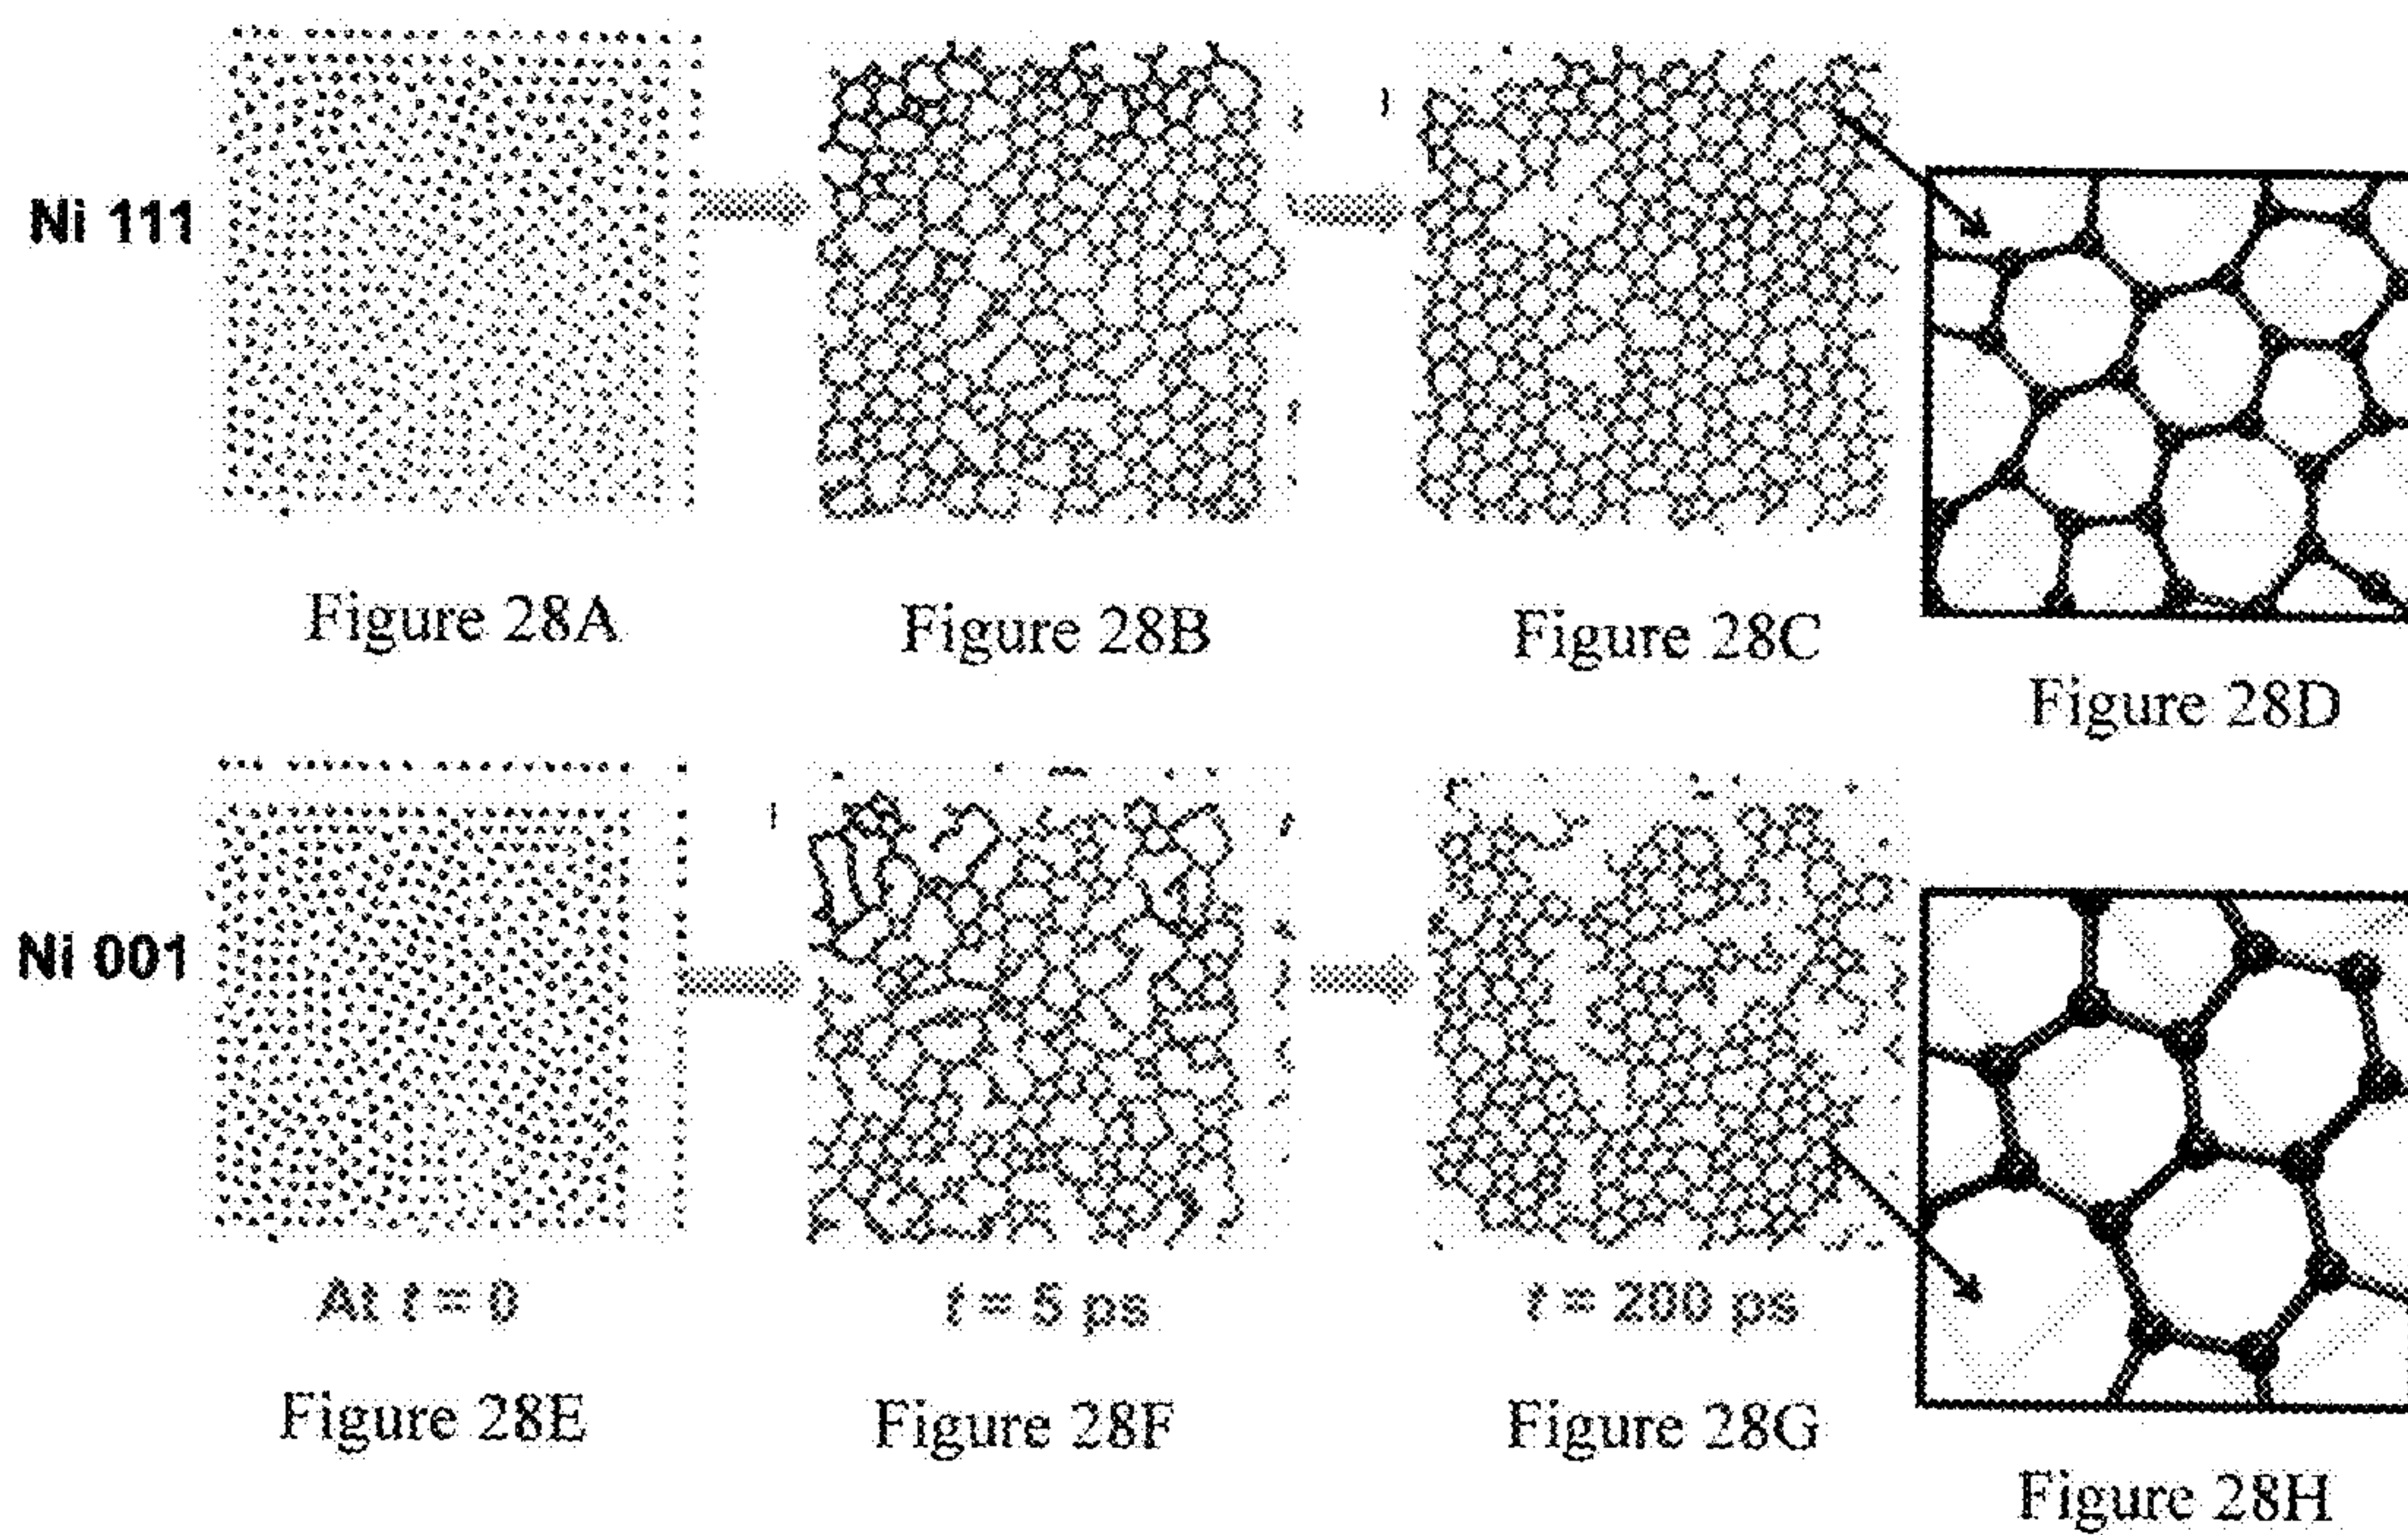 Ni 111
Figure 28A
Figure 28B
Figure 28C
Figure 28D
Ni 001
At t = 0
t = 5 ps
t = 200 ps
Figure 28E
Figure 28F
Figure 28G
Figure 28H